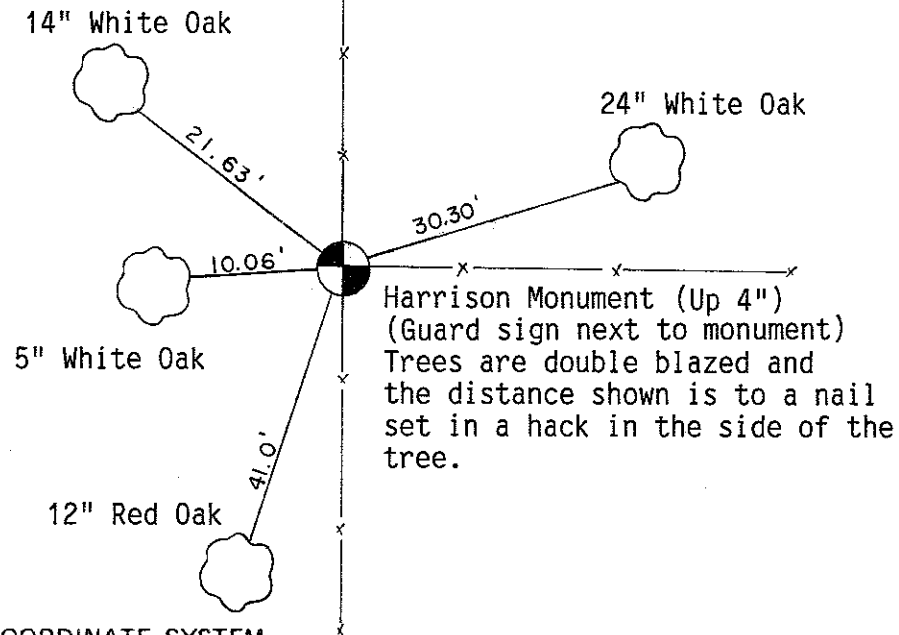 14" White Oak
24" White Oak
21.63'
30.30'
10.06'
Harrison Monument (Up 4")
(Guard sign next to monument)
5" White Oak
Trees are double blazed and
the distance shown is to a nail
set in a hack in the side of the
tree.
41.0'
12" Red Oak
COORDINATE SYSTEM